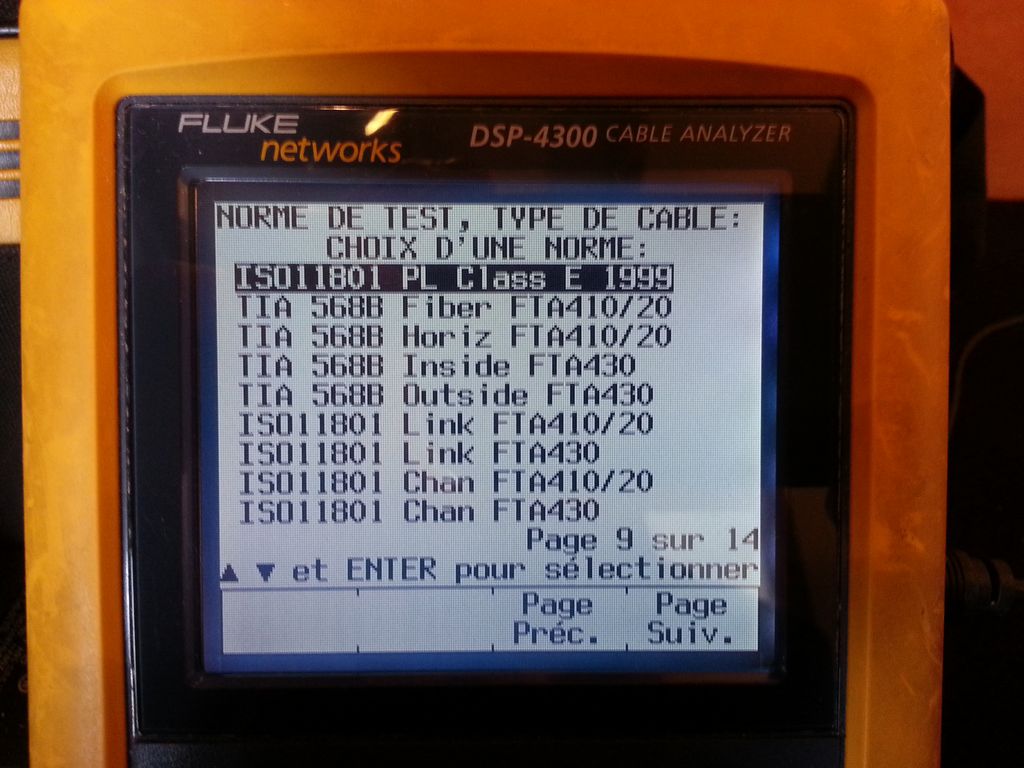 FLUKE
networks
DSP-4300 CABLE ANALYZER
NORME DE TEST, TYPE DE CABLE:
CHOIX D'UNE NORME:
ISO11801 PL Class E 1999
TIA 568B Fiber FTA410/20
TIA 568B Horiz FTA410/20
TIA 568B Inside FTA430
TIA 568B Outside FTA430
ISO11801 Link FTA410/20
ISO11801 Link FTA430
ISO11801 Chan FTA410/20
ISO11801 Chan FTA430
Page 9 sur 14
▲ ▼ et ENTER pour sélectionner
Page Page
Préc. Suiv.